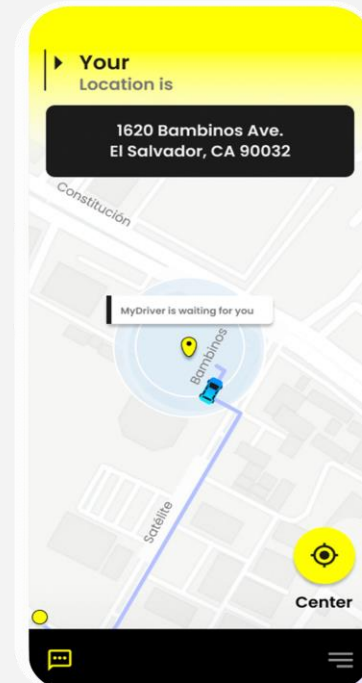 Your
Location is
1620 Bambinos Ave.
El Salvador, CA 90032
Constitución
MyDriver is waiting for you
Bambinos
Satélite
Center